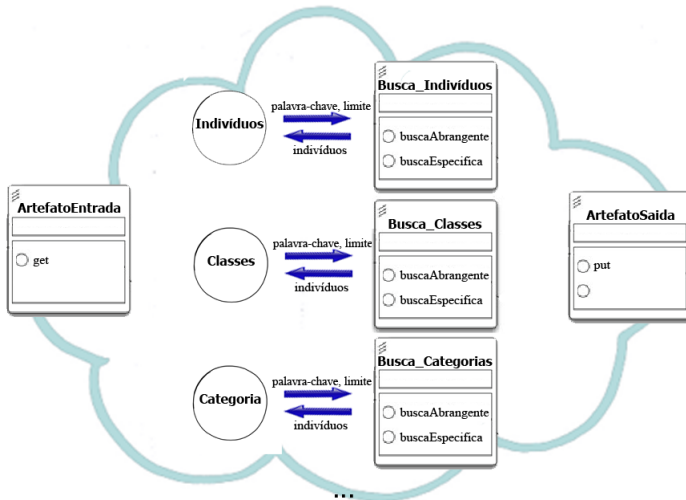 Busca_Indivíduos
Indivíduos
palavra-chave, limite
indivíduos
buscaAbrangente
buscaEspecifica
ArtefatoEntrada
get
Busca_Classes
Classes
palavra-chave, limite
indivíduos
buscaAbrangente
buscaEspecifica
ArtefatoSaida
put
Busca_Categorias
Categoria
palavra-chave, limite
indivíduos
buscaAbrangente
buscaEspecifica
...